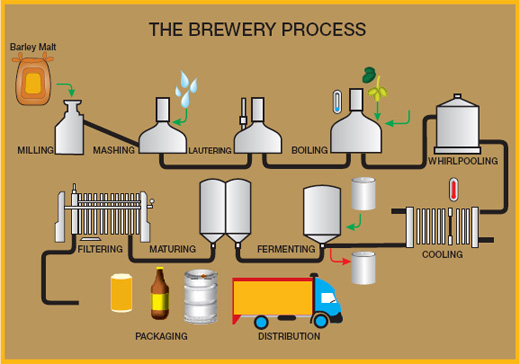 THE BREWERY PROCESS
Barley Malt
MILLING
MASHING
LAUTERING
BOILING
WHIRLPOOLING
FILTERING
MATURING
FERMENTING
COOLING
PACKAGING
DISTRIBUTION